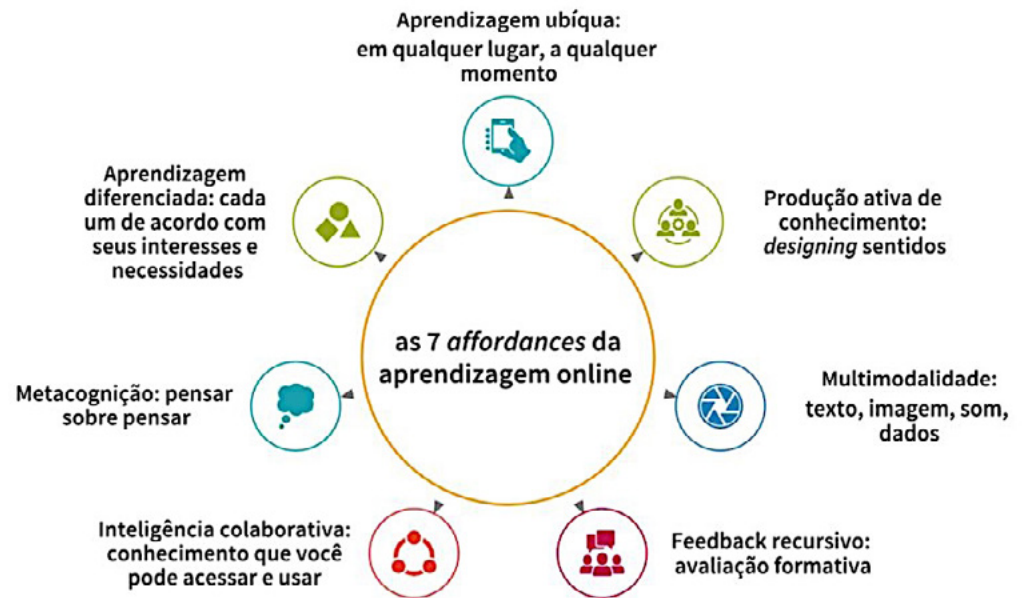 Aprendizagem ubíqua:
em qualquer lugar, a qualquer
momento
Aprendizagem
diferenciada: cada
um de acordo com
seus interesses e
necessidades
Produção ativa de
conhecimento:
designing sentidos
as 7 affordances da
aprendizagem online
Metacognição: pensar
sobre pensar
Multimodalidade:
texto, imagem, som,
dados
Inteligência colaborativa:
conhecimento que você
pode acessar e usar
Feedback recursivo:
avaliação formativa